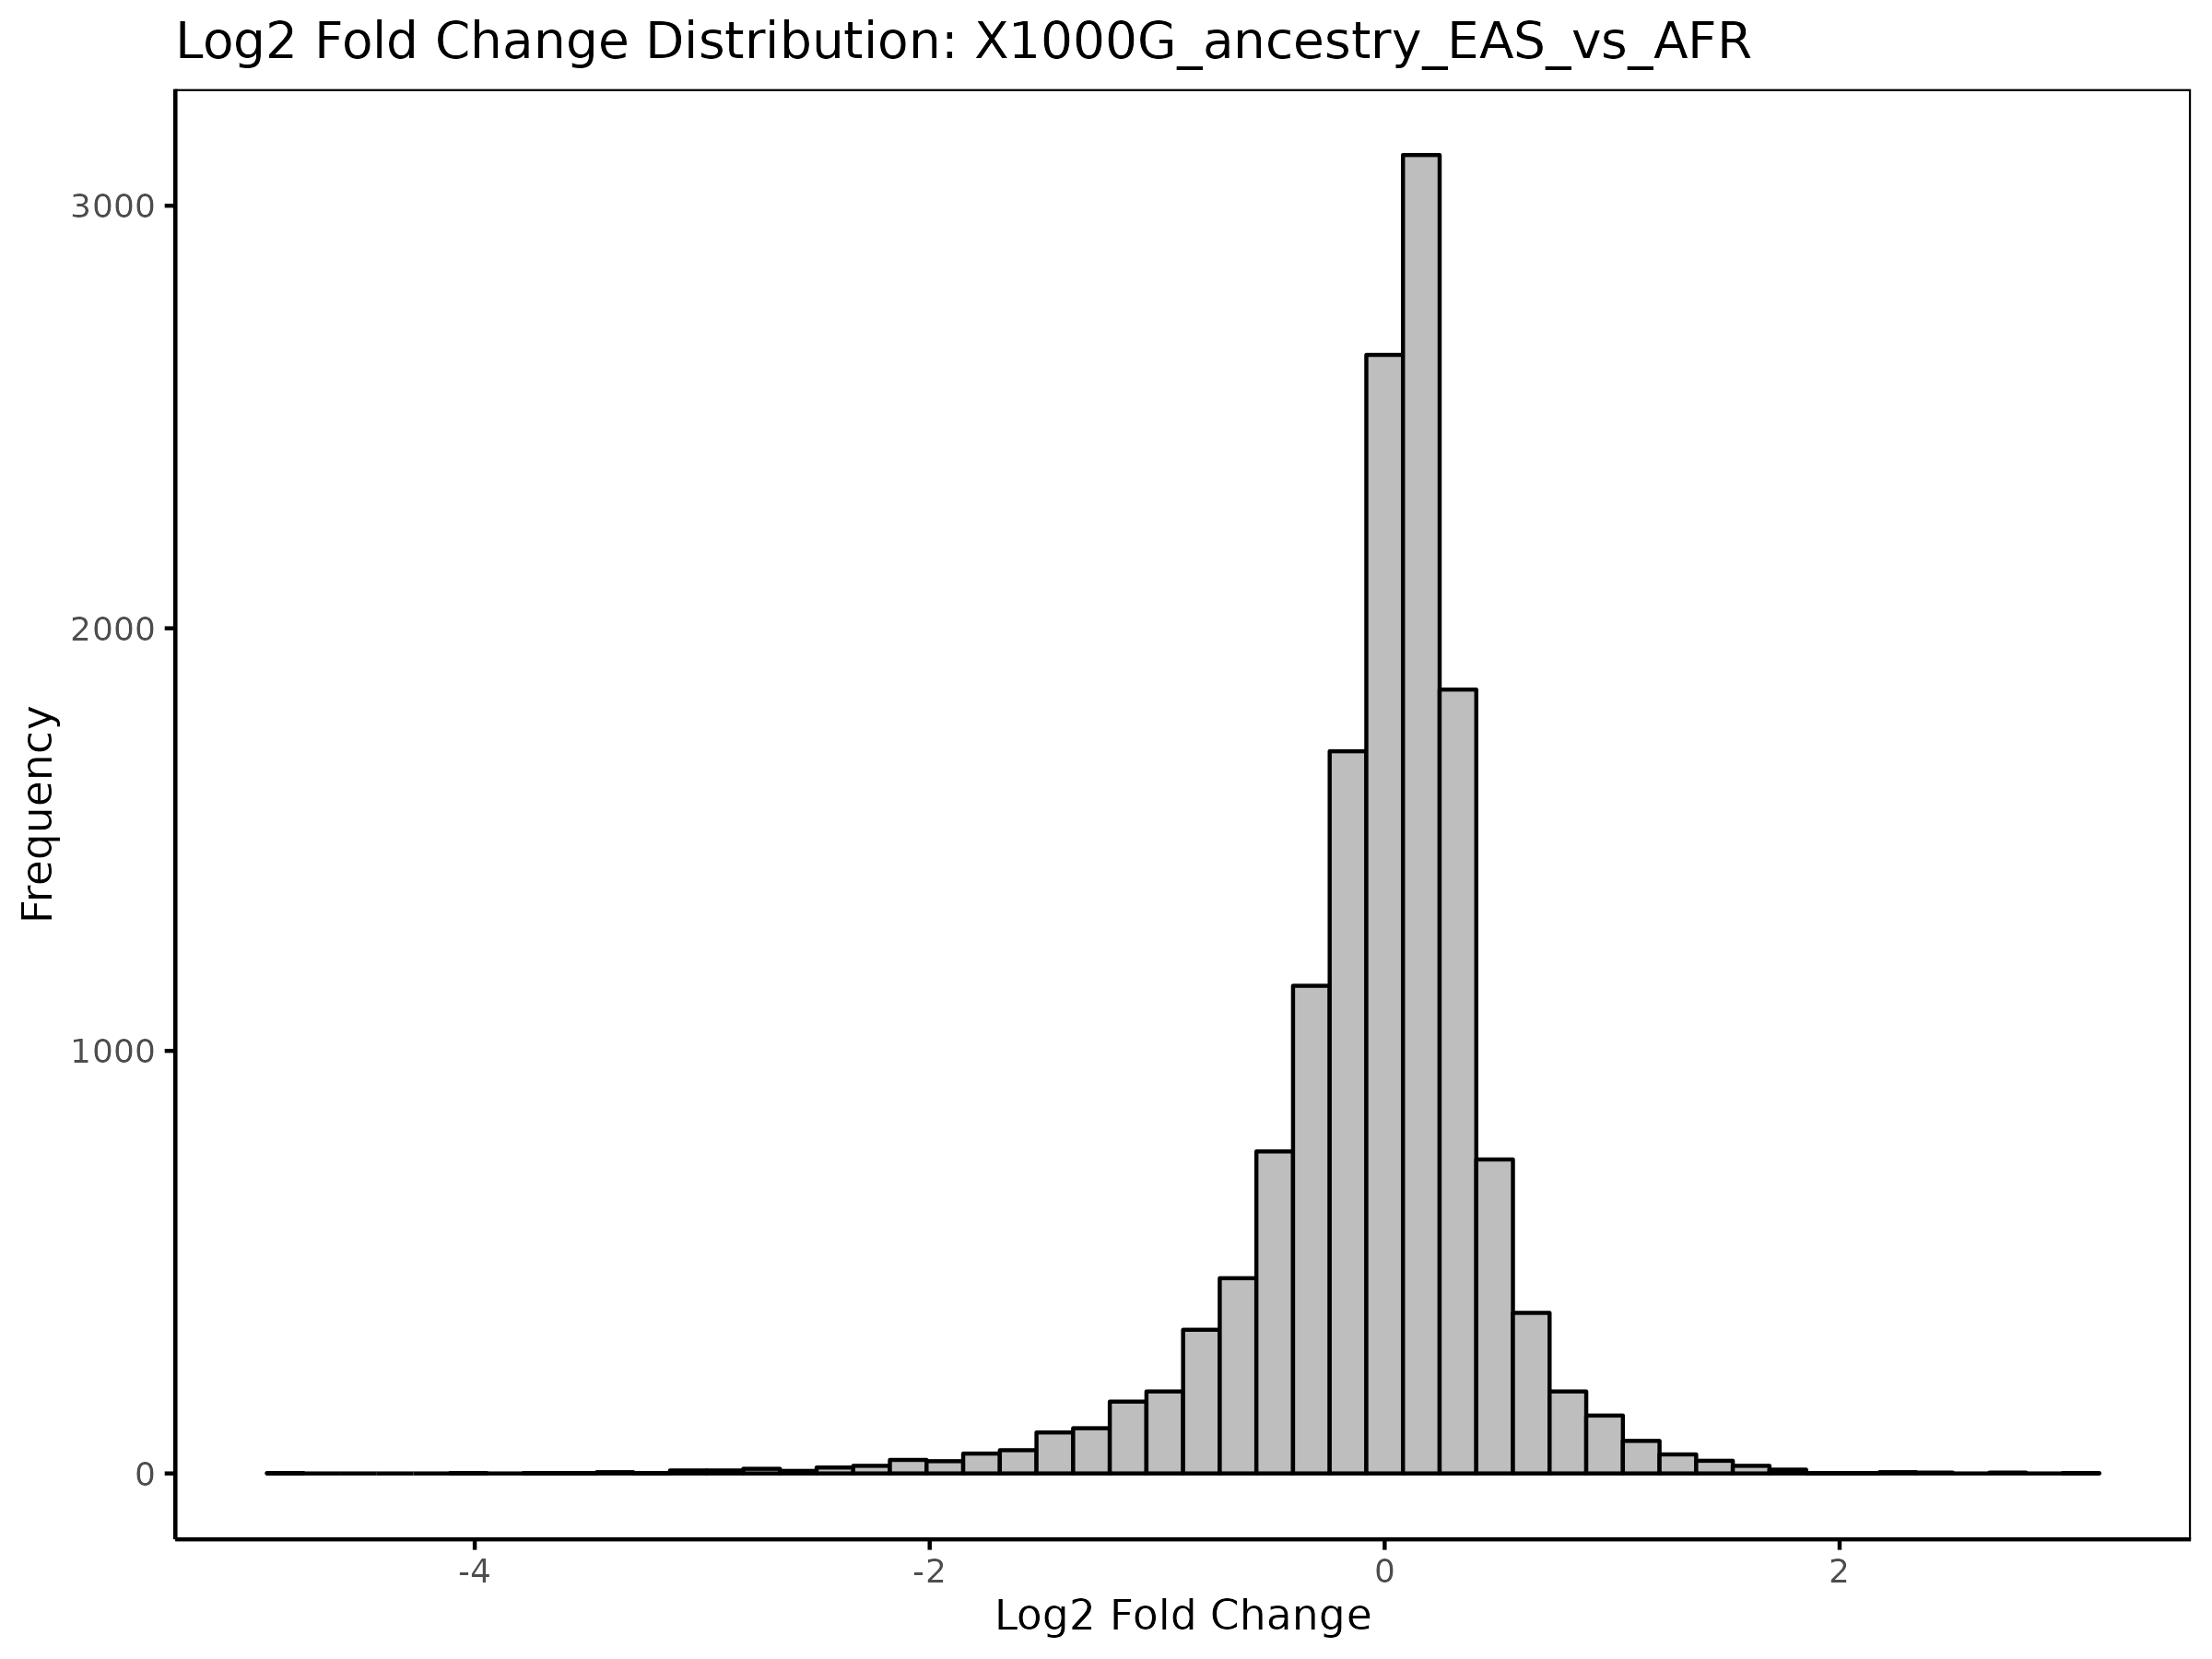 Log2 Fold Change Distribution: X1000G_ancestry_EAS_vs_AFR
Frequency
3000
2000
1000
0
-4 -2 0 2
Log2 Fold Change